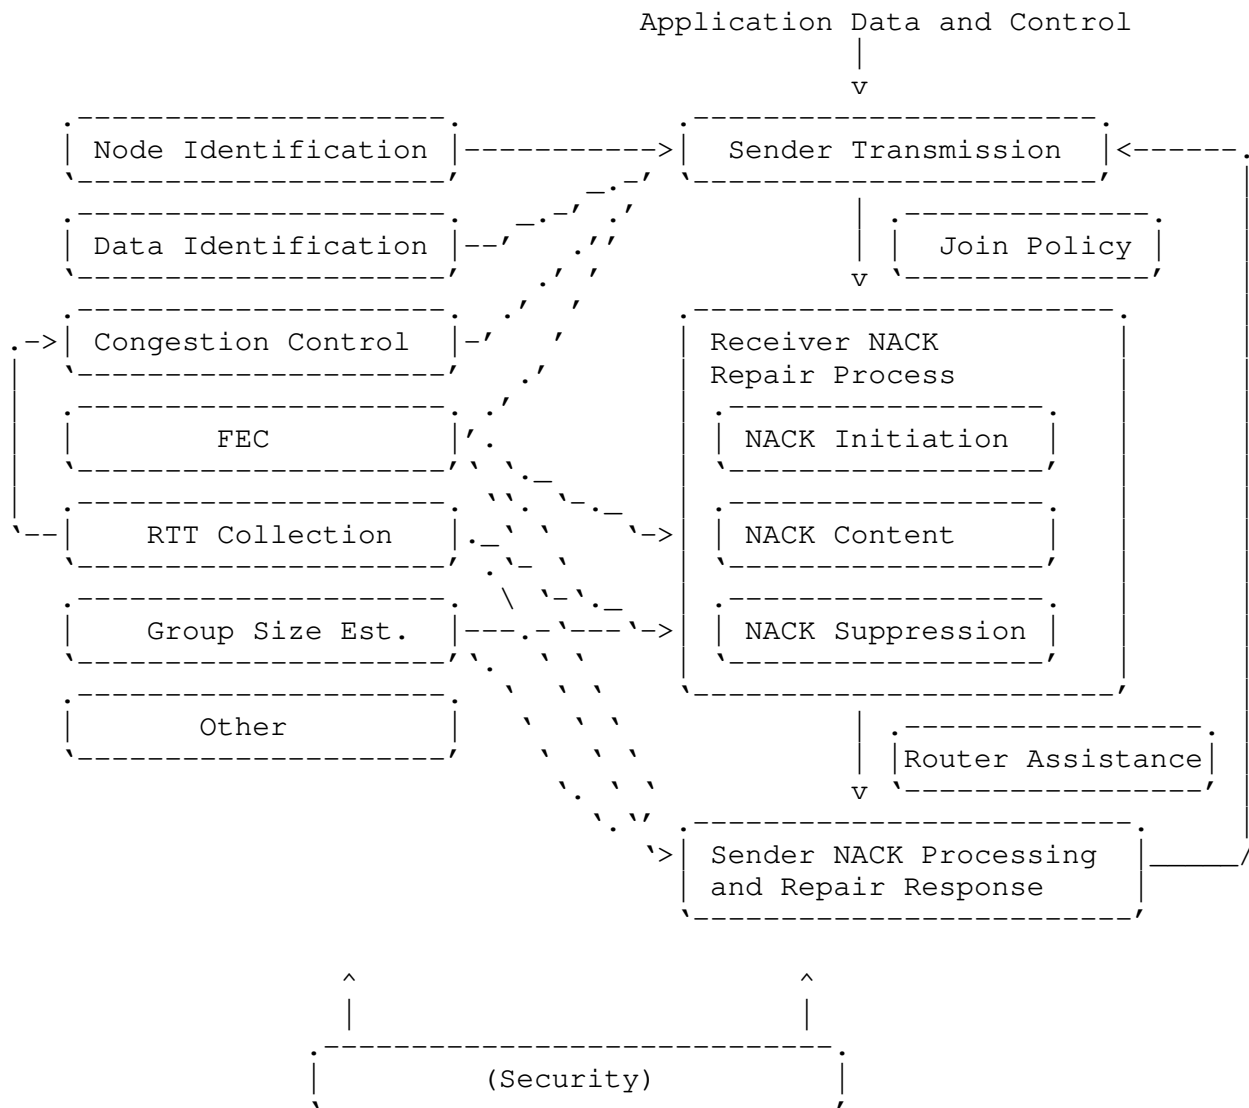 Application Data and Control
Node Identification
Sender Transmission
Data Identification
Join Policy
Congestion Control
Receiver NACK
Repair Process
FEC
NACK Initiation
RTT Collection
NACK Content
Group Size Est.
NACK Suppression
Other
Router Assistance
Sender NACK Processing
and Repair Response
(Security)